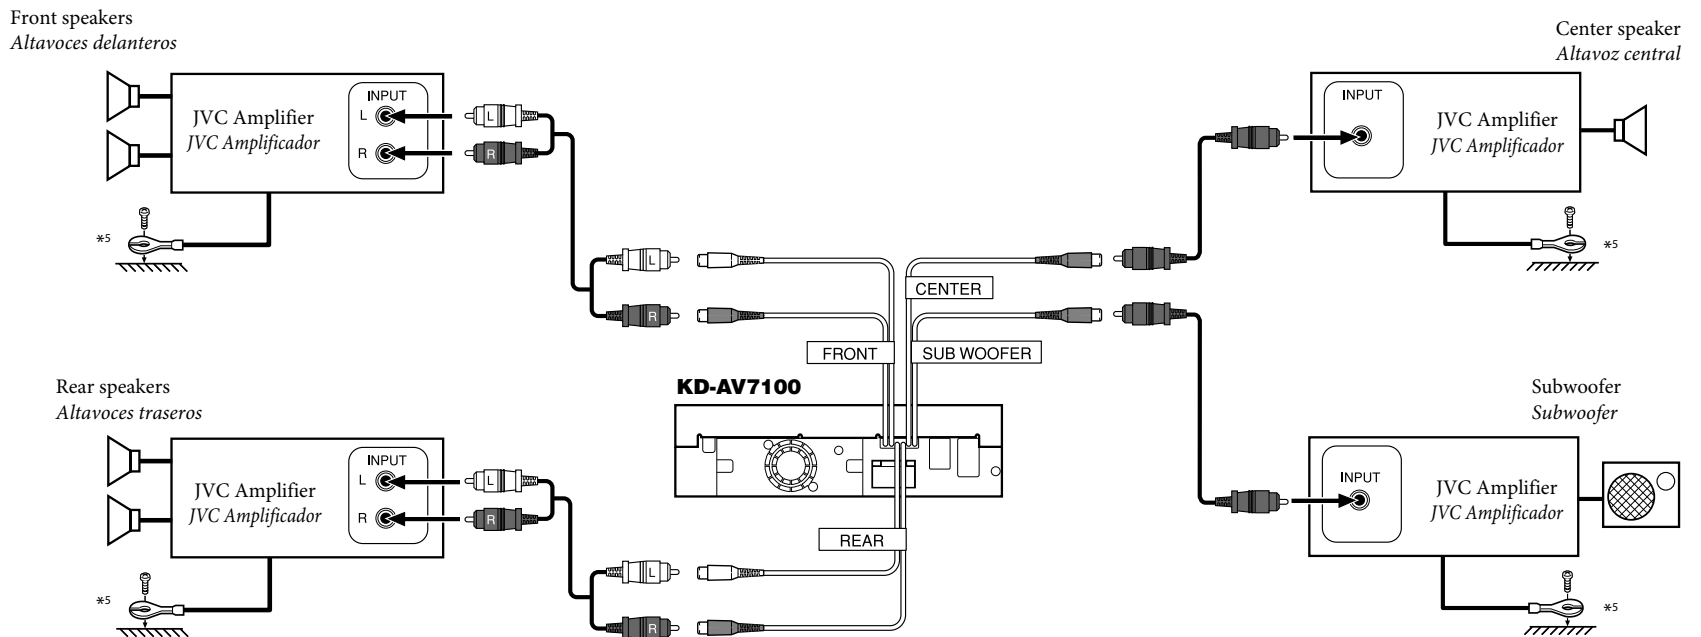 Front speakers
Altavoces delanteros
JVC Amplifier
JVC Amplificador
INPUT
L
R
L
R
*5
L
R
Center speaker
Altavoz central
INPUT
JVC Amplifier
JVC Amplificador
*5
CENTER
FRONT
SUB WOOFER
KD-AV7100
Rear speakers
Altavoces traseros
JVC Amplifier
JVC Amplificador
INPUT
L
R
L
R
*5
L
R
REAR
Subwoofer
Subwoofer
INPUT
JVC Amplifier
JVC Amplificador
*5